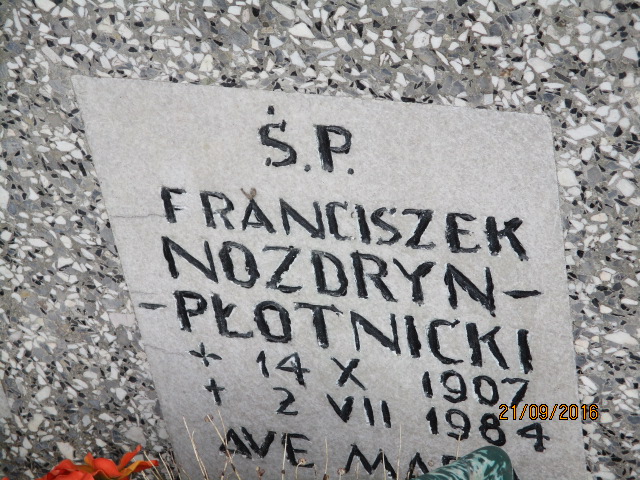 Ś.P.
FRANCISZEK
NOZDRYN-
-PŁOTNICKI
* 14 X 1907
+ 2 VII 1984
AVE
21/09/2016